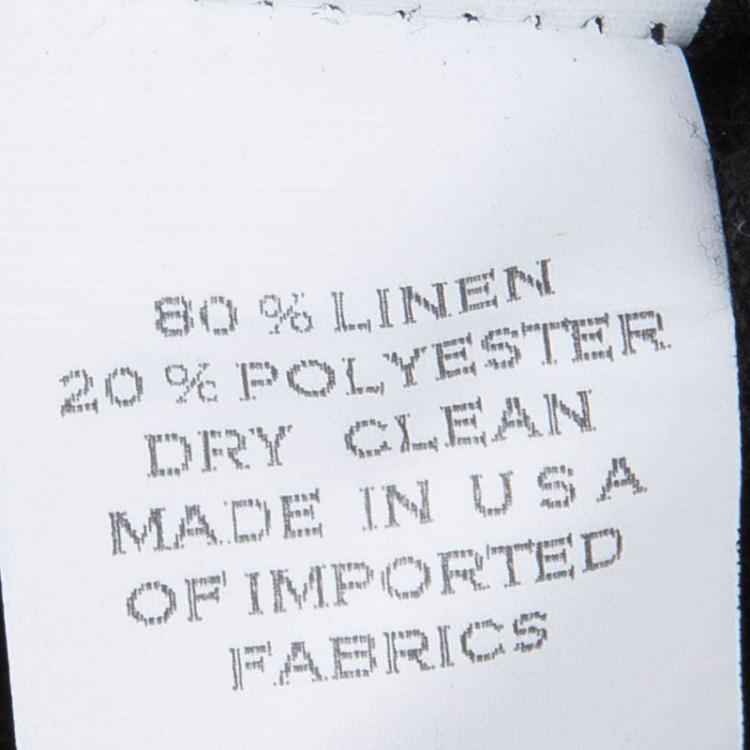 80 % LINEN
20 % POLYESTER
DRY CLEAN
MADE IN U S A
OF IMPORTED
FABRICS